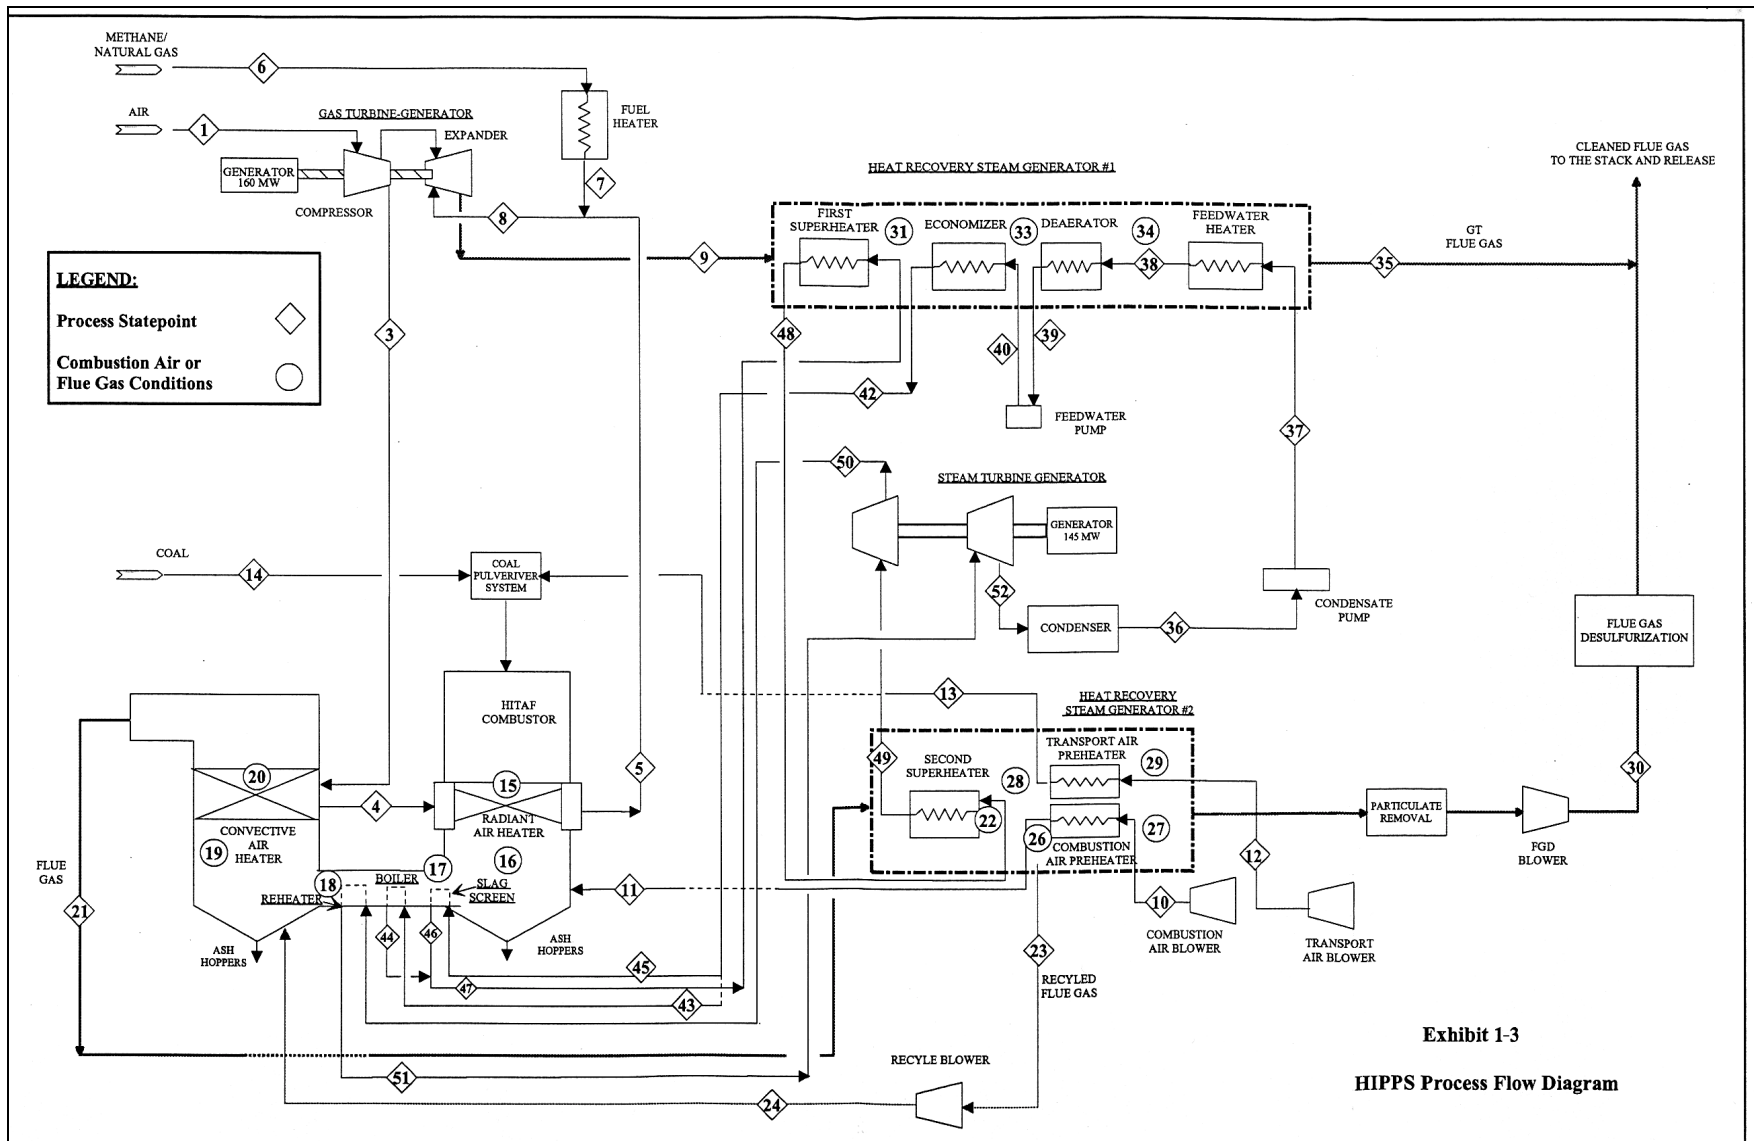 METHANE/
NATURAL GAS
6
AIR
1
GAS TURBINE-GENERATOR
EXPANDER
FUEL
HEATER
GENERATOR
160 MW
COMPRESSOR
7
8
9
3
HEAT RECOVERY STEAM GENERATOR #1
FIRST
SUPERHEATER
31
ECONOMIZER
33
DEAERATOR
34
FEEDWATER
HEATER
38
35
GT
FLUE GAS
CLEANED FLUE GAS
TO THE STACK AND RELEASE
LEGEND:
Process Statepoint
Combustion Air or
Flue Gas Conditions
48
40
39
42
FEEDWATER
PUMP
37
50
STEAM TURBINE GENERATOR
GENERATOR
145 MW
COAL
14
COAL
PULVERIVER
SYSTEM
52
CONDENSER
36
CONDENSATE
PUMP
FLUE GAS
DESULFURIZATION
HITAF
COMBUSTOR
13
HEAT RECOVERY
STEAM GENERATOR #2
49
SECOND
SUPERHEATER
TRANSPORT AIR
PREHEATER
29
28
22
26
27
COMBUSTION
AIR PREHEATER
30
PARTICULATE
REMOVAL
FGD
BLOWER
20
4
15
5
RADIANT
AIR HEATER
CONVECTIVE
AIR
HEATER
19
17
16
FLUE
GAS
18
BOILER
SLAG
SCREEN
REHEATER
11
12
10
COMBUSTION
AIR BLOWER
TRANSPORT
AIR BLOWER
21
44
46
ASH
HOPPERS
ASH
HOPPERS
45
47
43
23
RECYLED
FLUE GAS
51
RECYLE BLOWER
24
Exhibit 1-3
HIPPS Process Flow Diagram